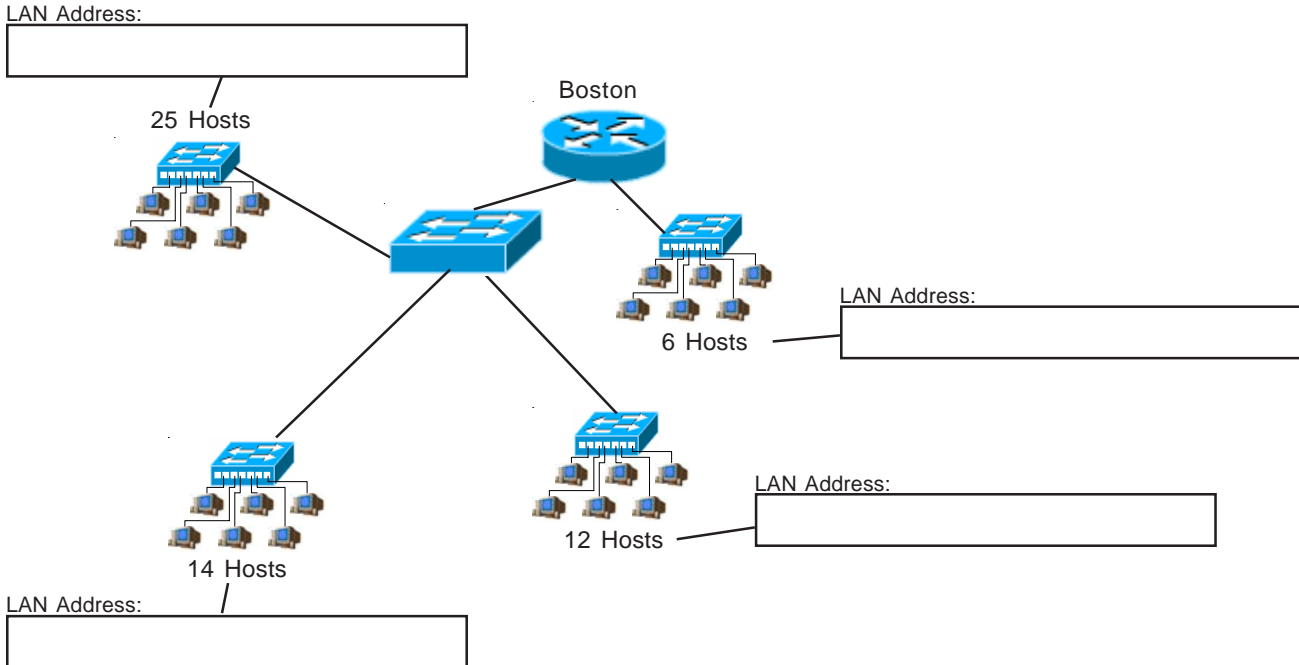 LAN Address:
25 Hosts
Boston
LAN Address:
6 Hosts
LAN Address:
12 Hosts
14 Hosts
LAN Address: